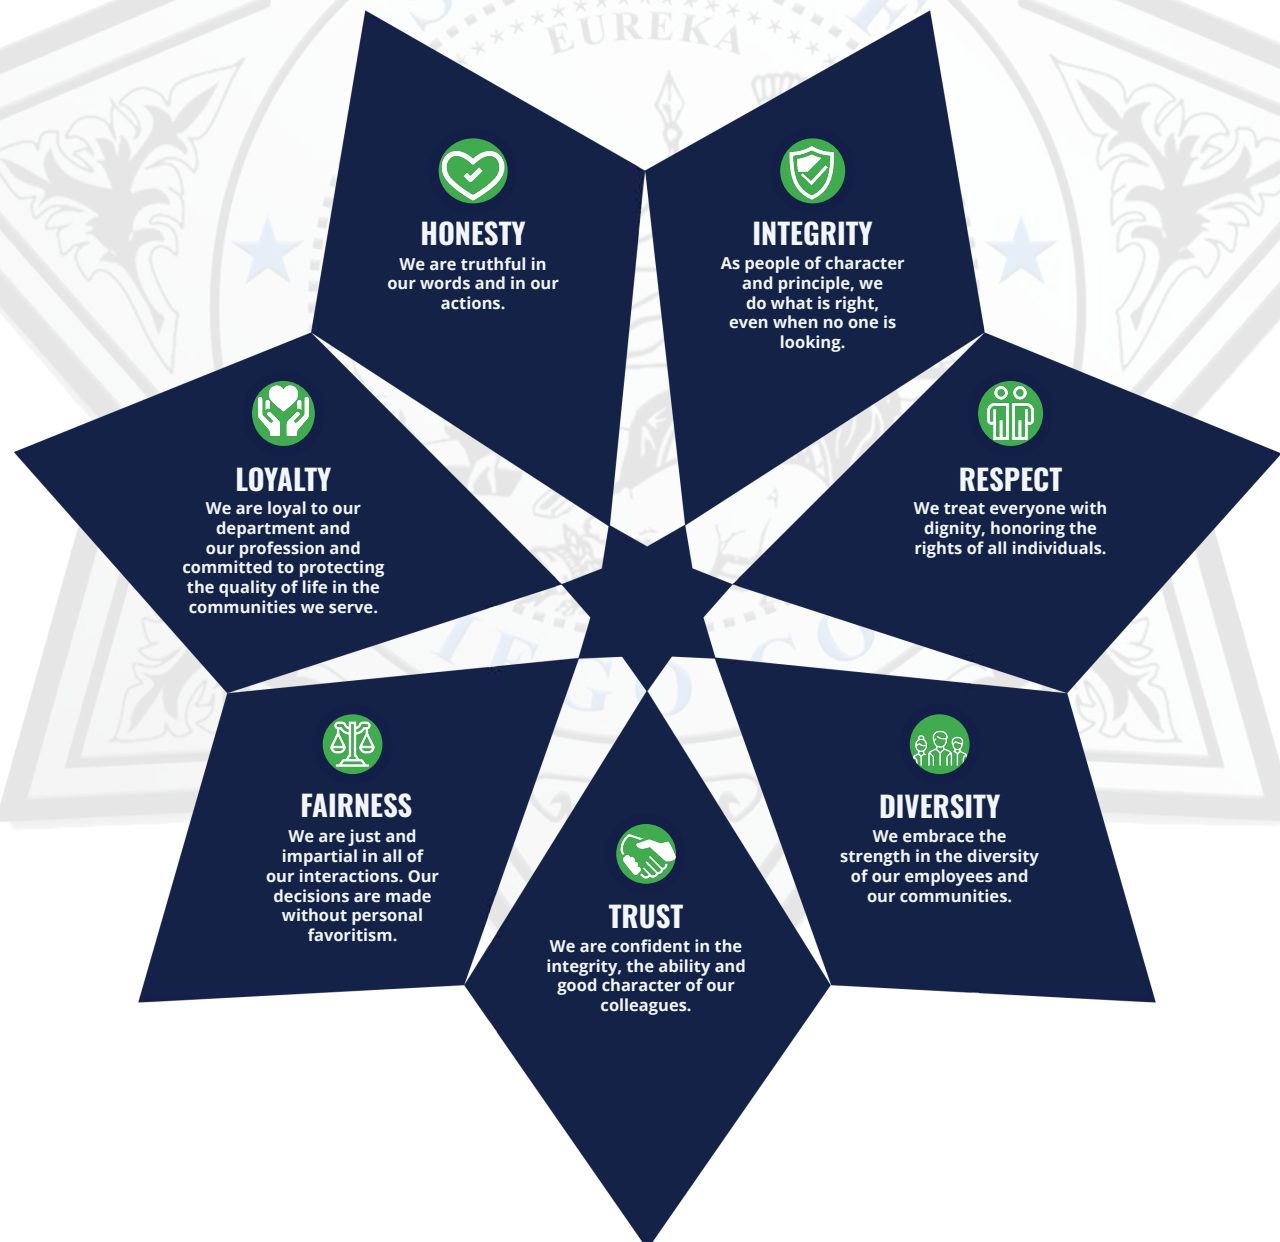 EUREKA
HONESTY
We are truthful in
our words and in our
actions.
INTEGRITY
As people of character
and principle, we
do what is right,
even when no one is
looking.
LOYALTY
We are loyal to our
department and
our profession and
committed to protecting
the quality of life in the
communities we serve.
RESPECT
We treat everyone with
dignity, honoring the
rights of all individuals.
IEGO CO
FAIRNESS
We are just and
impartial in all of
our interactions. Our
decisions are made
without personal
favoritism.
DIVERSITY
We embrace the
strength in the diversity
of our employees and
our communities.
TRUST
We are confident in the
integrity, the ability and
good character of our
colleagues.